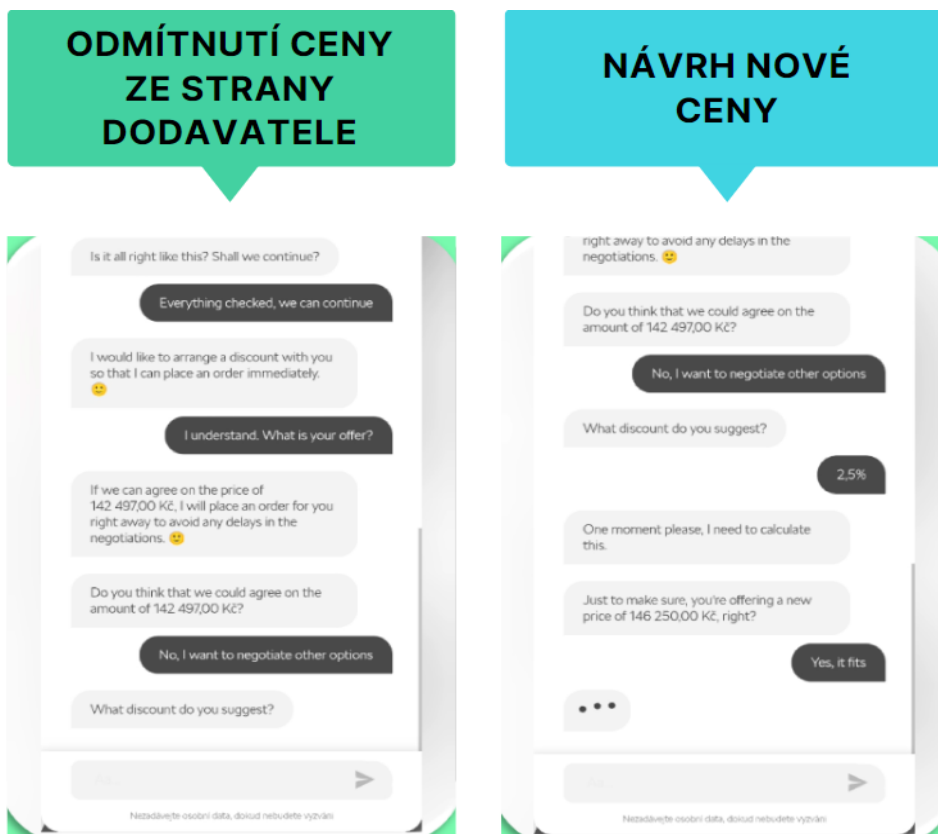 ODMÍTNUTÍ CENY
ZE STRANY
DODAVATELE
Is it all right like this? Shall we continue?
Everything checked, we can continue
I would like to arrange a discount with you
so that I can place an order immediately.
🙂
I understand. What is your offer?
If we can agree on the price of
142 497,00 Kč, I will place an order for you
right away to avoid any delays in the
negotiations. 🙂
Do you think that we could agree on the
amount of 142 497,00 Kč?
No, I want to negotiate other options
What discount do you suggest?
Nezadávejte osobní data, dokud nebudete vyzváni
NÁVRH NOVÉ
CENY
right away to avoid any delays in the
negotiations. 🙂
Do you think that we could agree on the
amount of 142 497,00 Kč?
No, I want to negotiate other options
What discount do you suggest?
2,5%
One moment please, I need to calculate
this.
Just to make sure, you're offering a new
price of 146 250,00 Kč, right?
Yes, it fits
Nezadávejte osobní data, dokud nebudete vyzváni